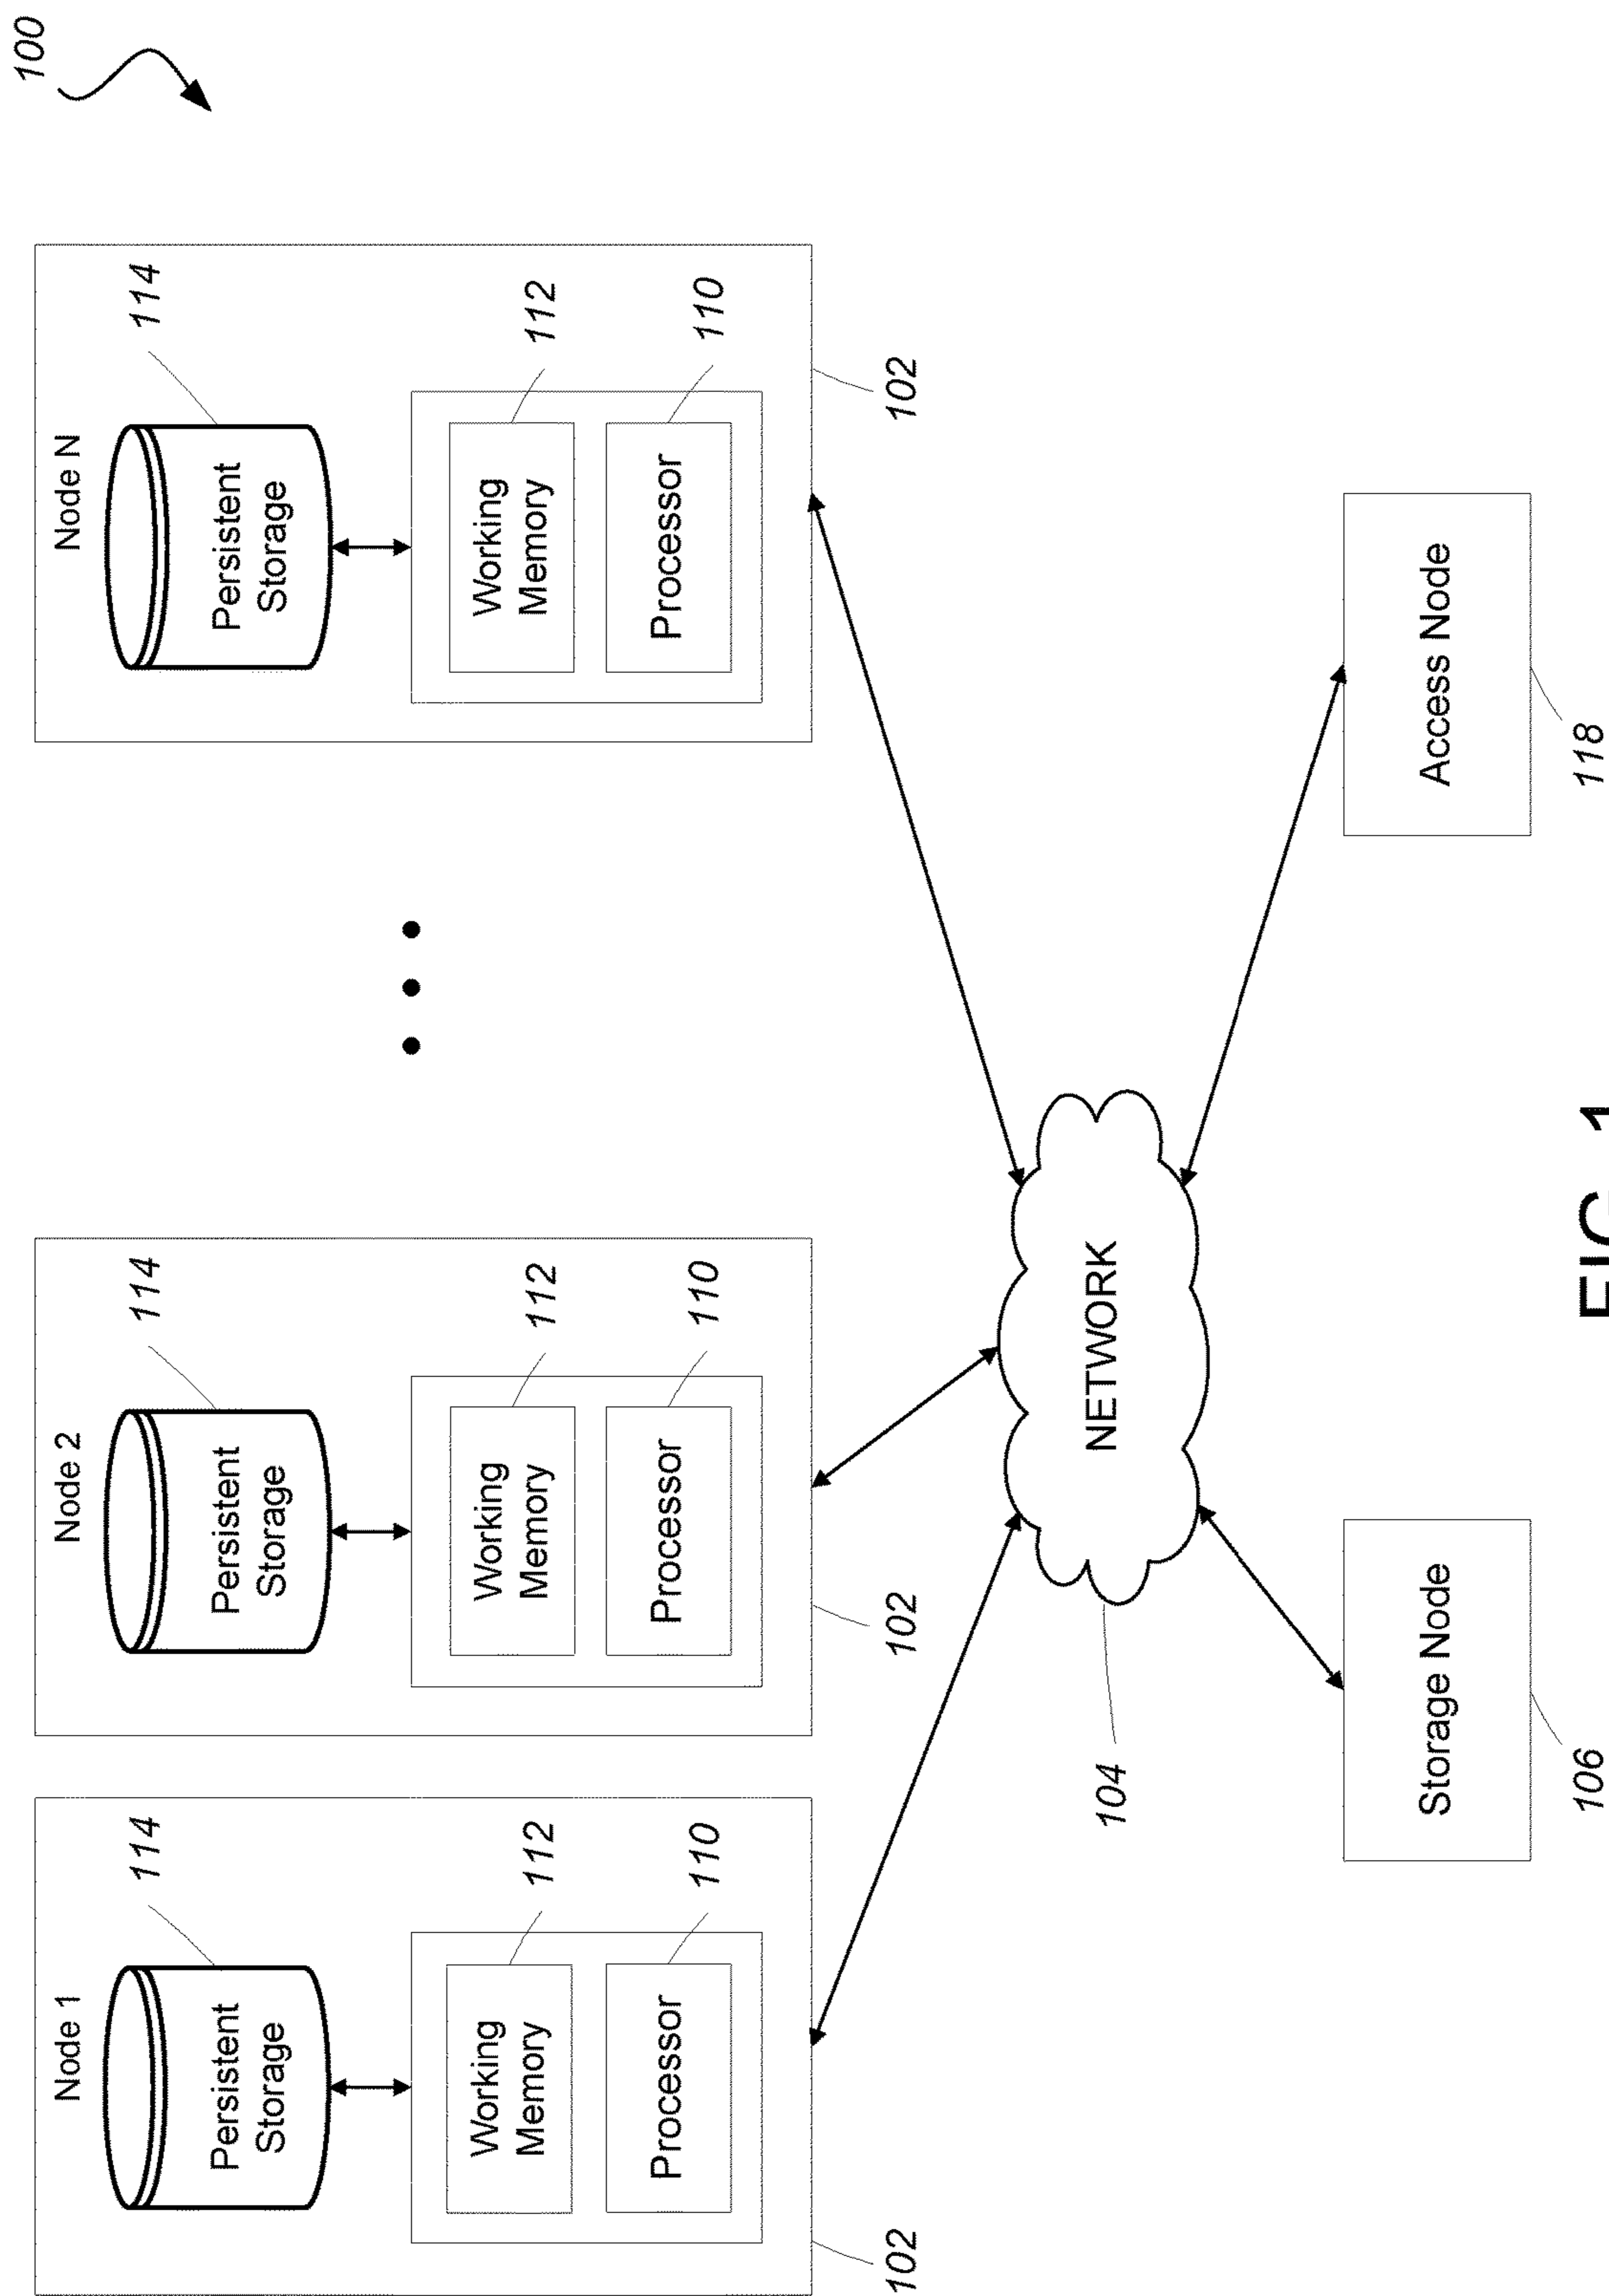 100
Node 1
Persistent
Storage
114
Working
Memory
112
Processor
110
102
Node 2
Persistent
Storage
114
Working
Memory
112
Processor
110
102
Node N
Persistent
Storage
114
Working
Memory
112
Processor
110
102
NETWORK
104
Storage Node
106
Access Node
118
FIG. 1